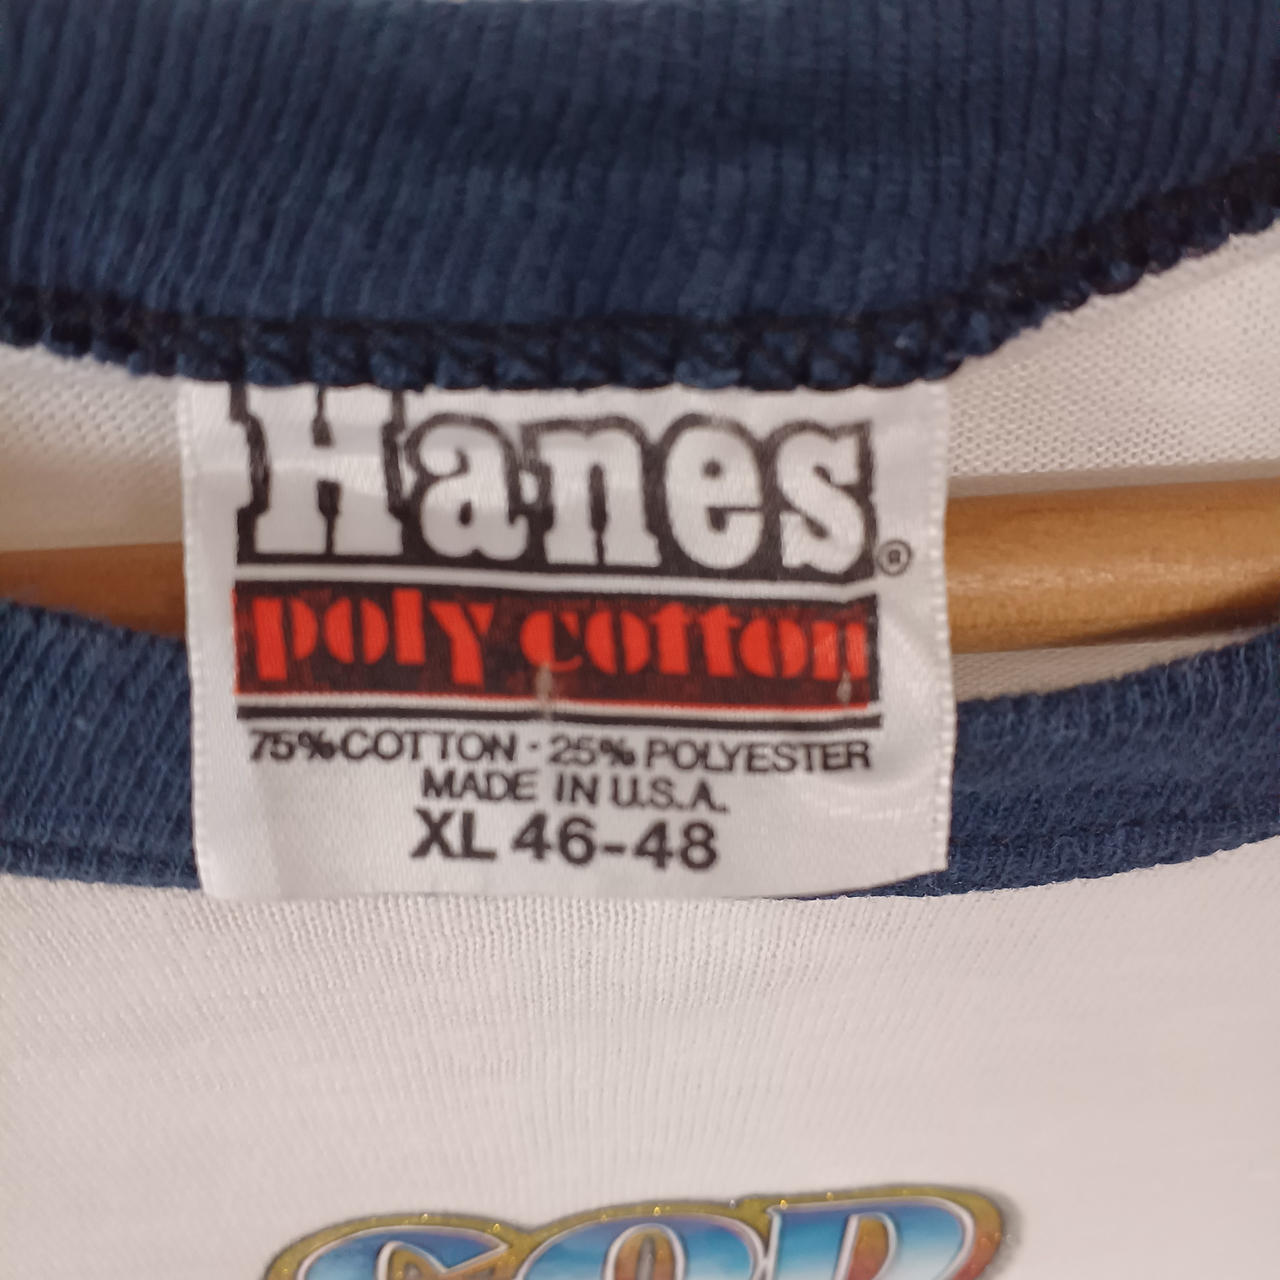 Hanes®
poly cotton
75% COTTON · 25% POLYESTER
MADE IN U.S.A.
XL 46-48